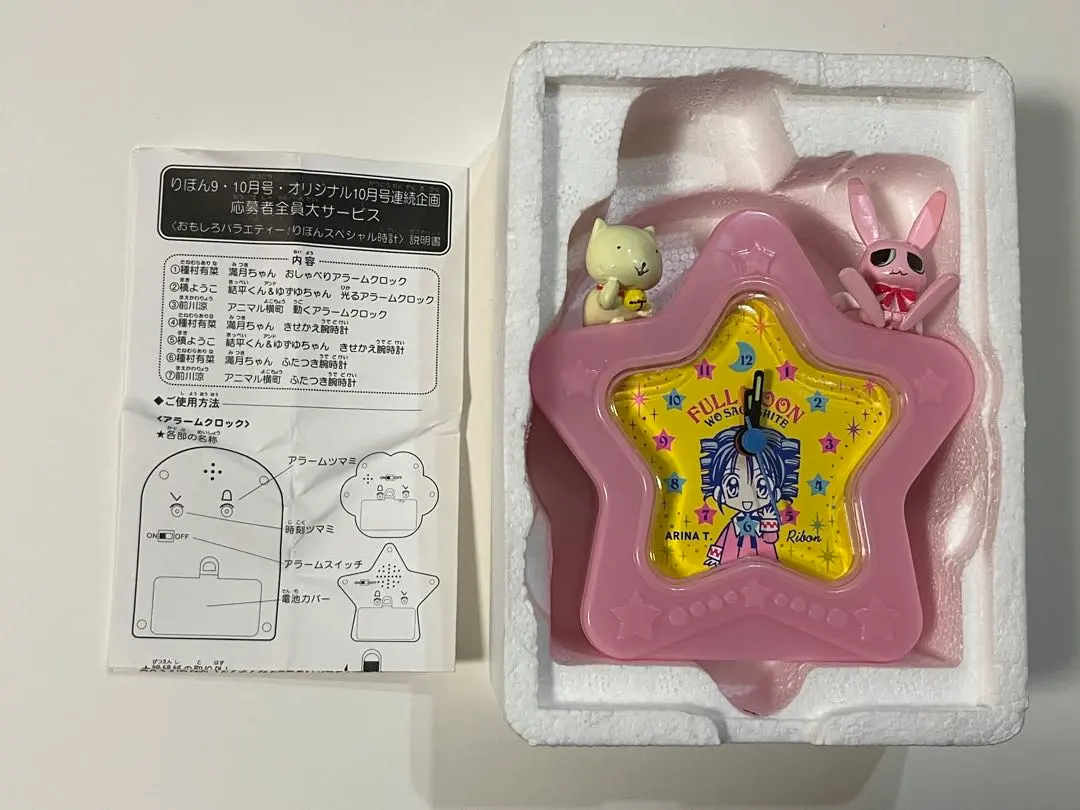 りぼん9・10月号・オリジナル10月号連続企画
応募者全員大サービス
〈おもしろバラエティー!りぼんスペシャル時計〉説明書
内容
①種村有菜 満月ちゃん おしゃべりアラームクロック
②槙ようこ 結平くん&ゆずゆちゃん 光るアラームクロック
③前川涼 アニマル横町 動くアラームクロック
④種村有菜 満月ちゃん きせかえ腕時計
⑤槙ようこ 結平くん&ゆずゆちゃん きせかえ腕時計
⑥種村有菜 満月ちゃん ふたつき腕時計
⑦前川涼 アニマル横町 ふたつき腕時計
◆ご使用方法
〈アラームクロック〉
★各部の名称
アラームツマミ
時刻ツマミ
ON OFF
アラームスイッチ
電池カバー
ON OFF
ON OFF
12
11 1
10 2
FULL MOON
WO SAGASHITE
9 3
8 4
7 5
6
ARINA T. Ribon